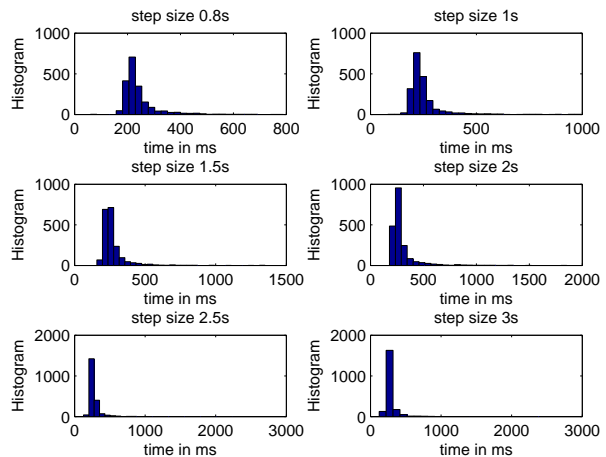 step size 0.8s
1000
500
0
Histogram
0 200 400 600 800
time in ms
step size 1s
1000
500
0
Histogram
0 500 1000
time in ms
step size 1.5s
1000
500
0
Histogram
0 500 1000 1500
time in ms
step size 2s
1000
500
0
Histogram
0 500 1000 1500 2000
time in ms
step size 2.5s
2000
1000
0
Histogram
0 1000 2000 3000
time in ms
step size 3s
2000
1000
0
Histogram
0 1000 2000 3000
time in ms